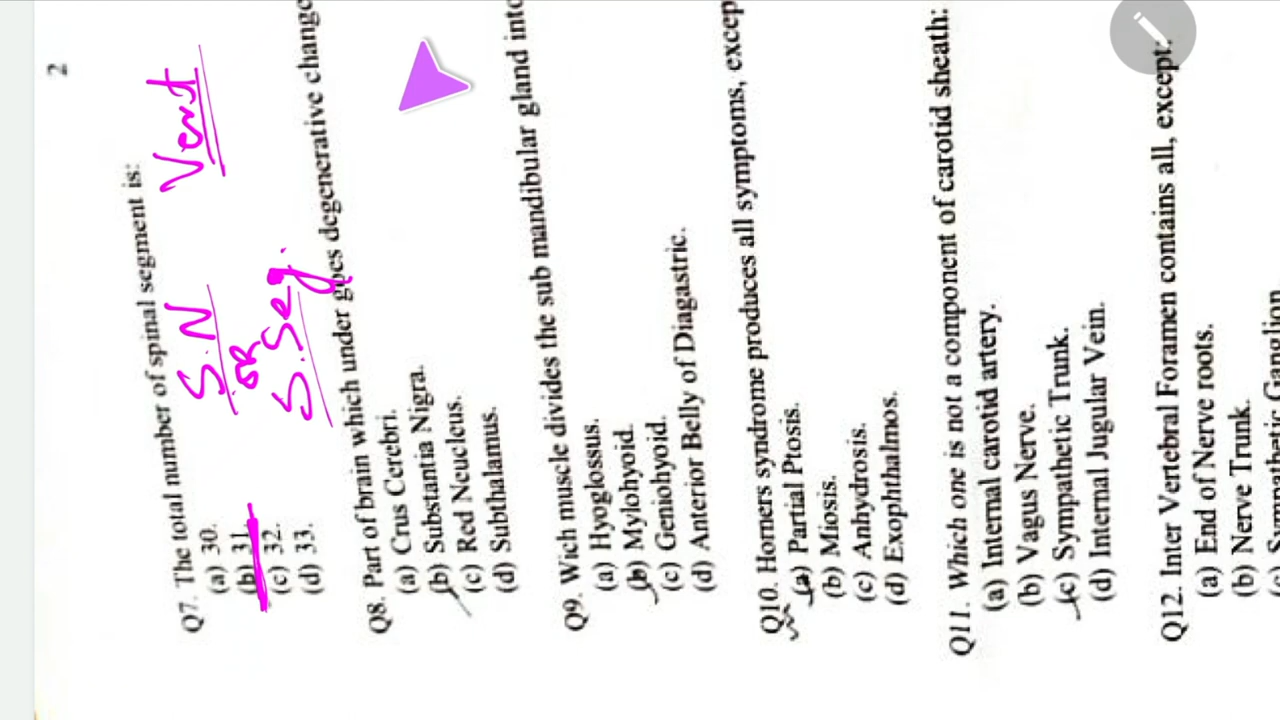 2
Q7. The total number of spinal segment is:
(a) 30.
(b) 31.
(c) 32.
(d) 33.
S.N
OR
S.Seg.
Vent
Q8. Part of brain which under goes degenerative change
(a) Crus Cerebri.
(b) Substantia Nigra.
(c) Red Neucleus.
(d) Subthalamus.
Q9. Wich muscle divides the sub mandibular gland into
(a) Hyoglossus.
(b) Mylohyoid.
(c) Geniohyoid.
(d) Anterior Belly of Diagastric.
Q10. Horners syndrome produces all symptoms, excep
(a) Partial Ptosis.
(b) Miosis.
(c) Anhydrosis.
(d) Exophthalmos.
Q11. Which one is not a component of carotid sheath:
(a) Internal carotid artery.
(b) Vagus Nerve.
(c) Sympathetic Trunk.
(d) Internal Jugular Vein.
Q12. Inter Vertebral Foramen contains all, except:
(a) End of Nerve roots.
(b) Nerve Trunk.
(c) Sympathetic Ganglion